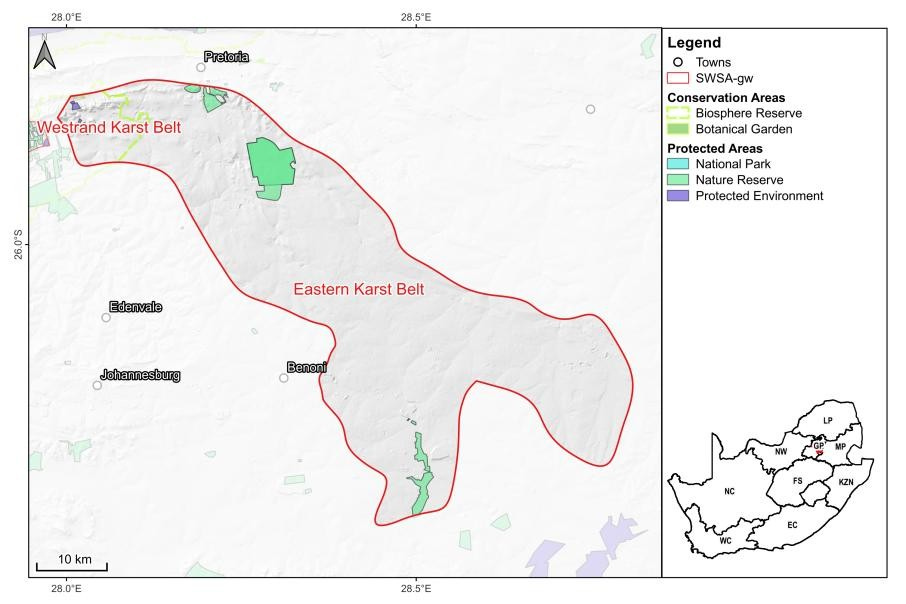 28.0°E
28.5°E
N
Pretoria
Westrand Karst Belt
26.0°S
Eastern Karst Belt
Edenvale
Benoni
Johannesburg
10 km
28.0°E
28.5°E
Legend
Towns
SWSA-gw
Conservation Areas
Biosphere Reserve
Botanical Garden
Protected Areas
National Park
Nature Reserve
Protected Environment
LP
GP
MP
NW
FS
KZN
NC
EC
WC